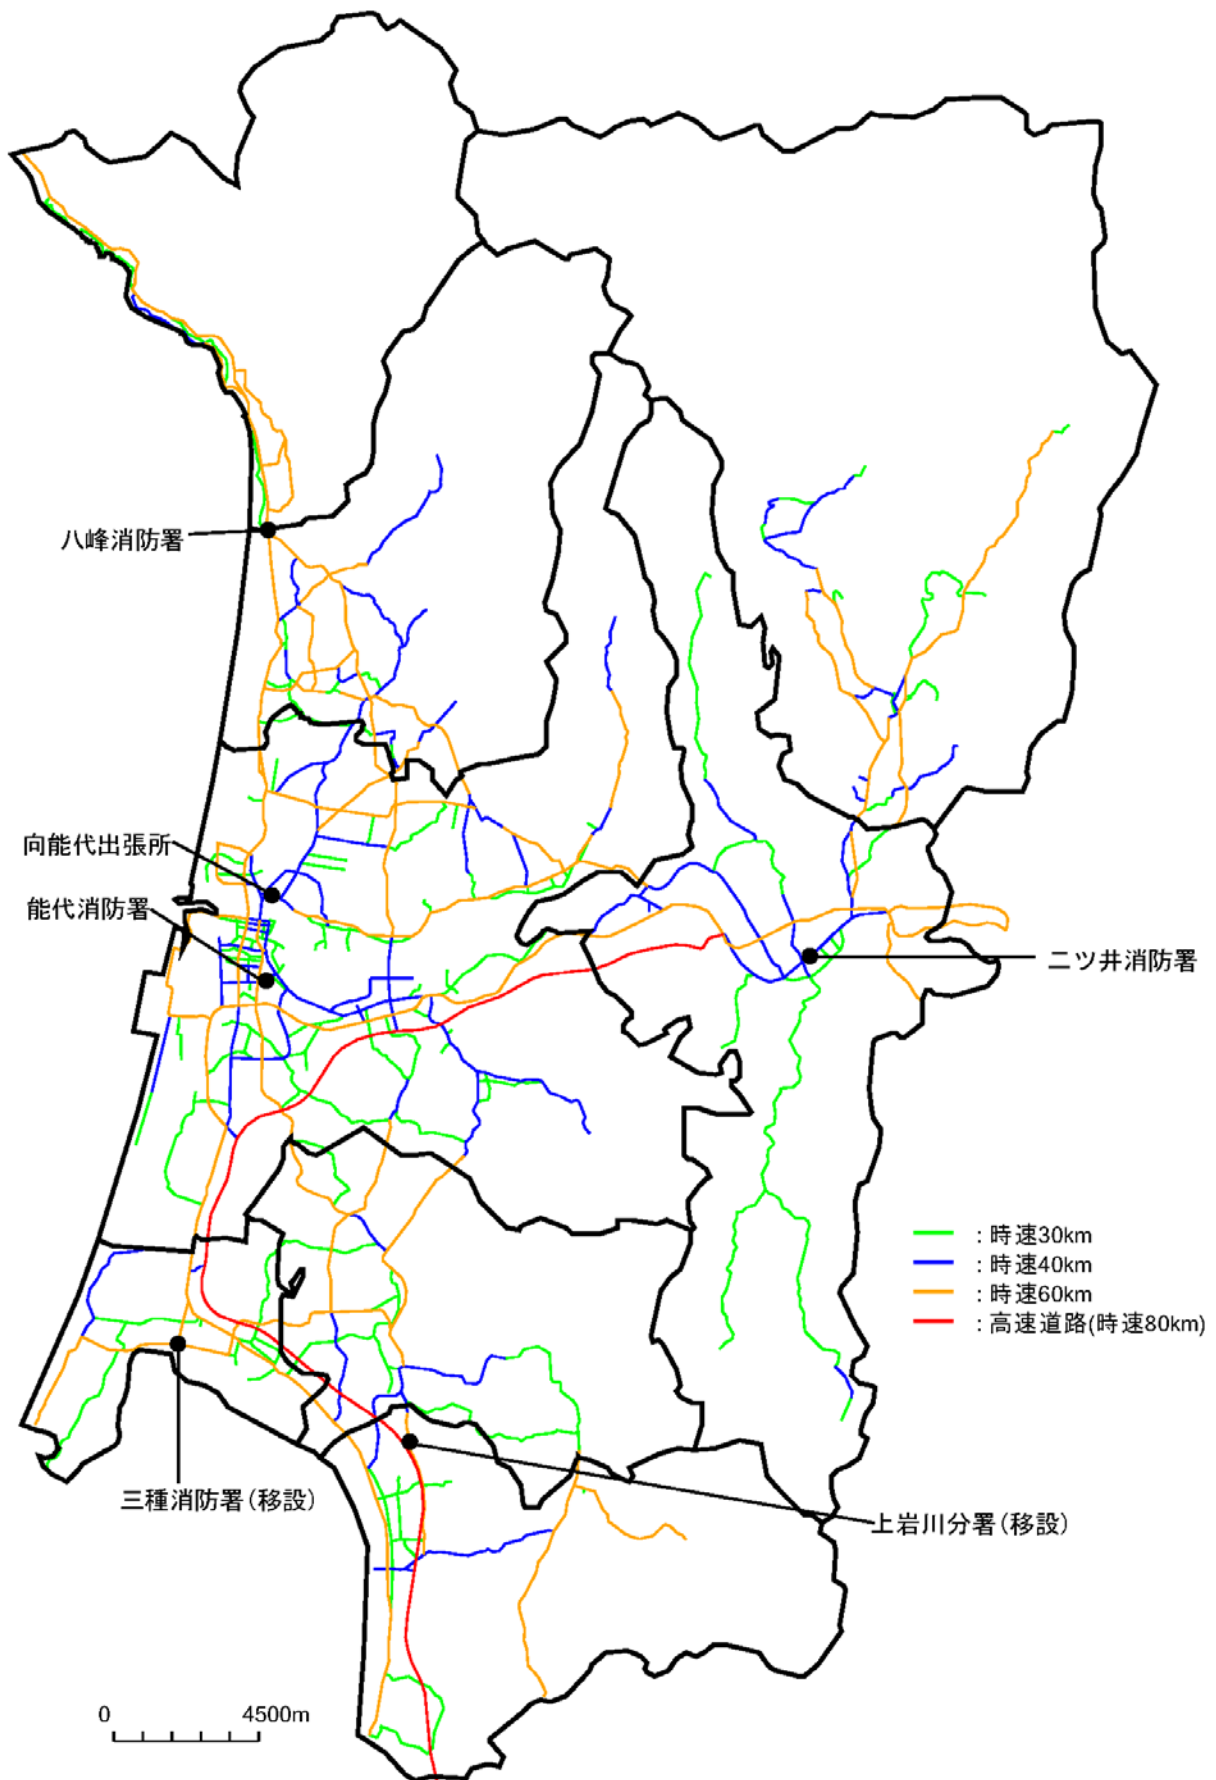 八峰消防署
向能代出張所
能代消防署
二ツ井消防署
：時速30km
：時速40km
：時速60km
：高速道路(時速80km)
三種消防署（移設）
上岩川分署（移設）
0 4500m